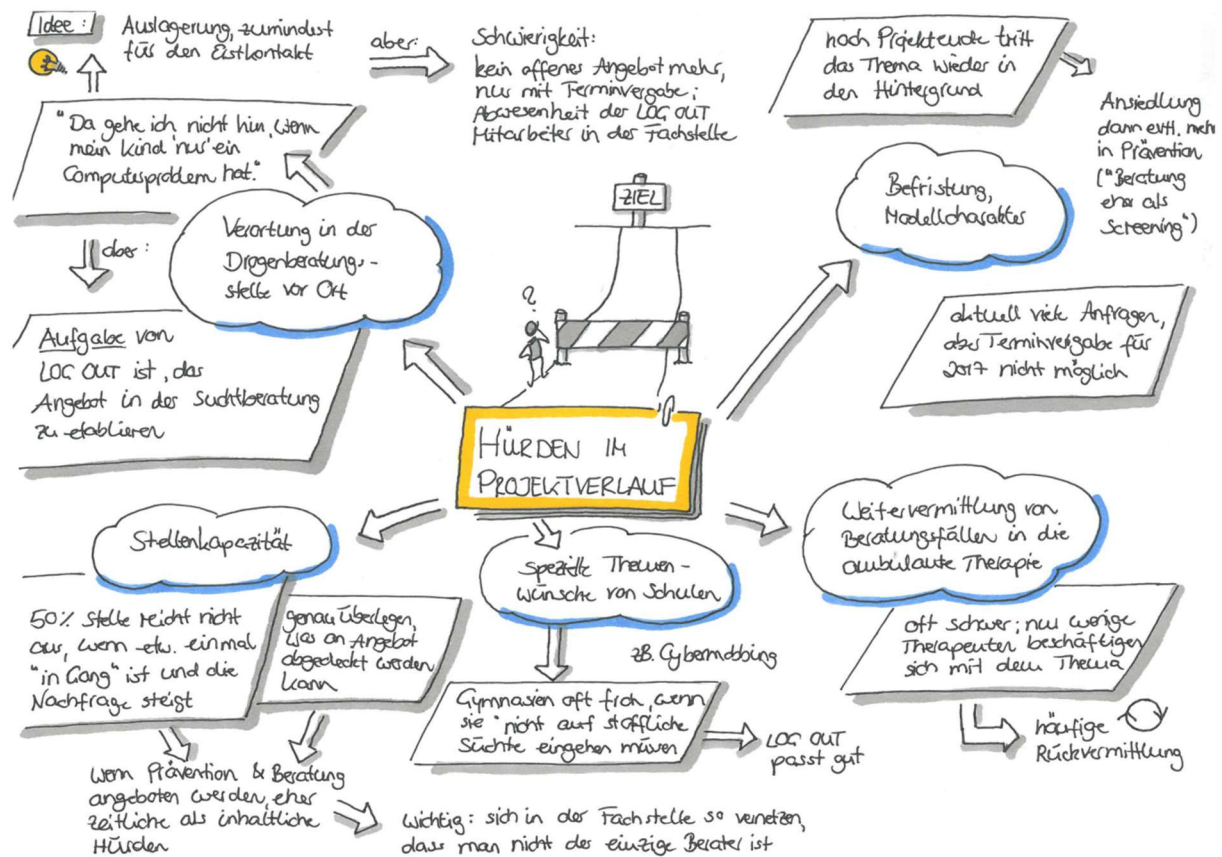 Idee:
Auslagerung, zumindest
für den Erstkontakt
aber:
Schwierigkeit:
kein offenes Angebot mehr,
nur mit Terminvergabe;
Abwesenheit der LOG OUT
Mitarbeiter in der Fachstelle
"Da gehe ich nicht hin, wenn
mein Kind 'nur' ein
Computerproblem hat."
Verortung in der
Drogenberatungs-
stelle vor Ort
aber:
Aufgabe von
LOG OUT ist, das
Angebot in der Suchtberatung
zu etablieren
ZIEL
?
HÜRDEN IM
PROJEKTVERLAUF
nach Projektende tritt
das Thema wieder in
den Hintergrund
Ansiedlung
dann evtl. mehr
in Prävention
("Beratung
eher als
Screening")
Befristung,
Modellcharakter
aktuell viele Anfragen,
aber Terminvergabe für
2017 nicht möglich
Stellenkapazität
50% Stelle reicht nicht
aus, wenn etw. einmal
"in Gang" ist und die
Nachfrage steigt
genau überlegen,
was an Angebot
abgedeckt werden
kann
wenn Prävention & Beratung
angeboten werden, eher
zeitliche als inhaltliche
Hürden
Wichtig: sich in der Fachstelle so vernetzen,
dass man nicht der einzige Berater ist
spezielle Themen-
wünsche von Schulen
zB. Cybermobbing
Gymnasien oft froh, wenn
sie "nicht auf stoffliche
Süchte eingehen müssen
LOG OUT
passt gut
Weitervermittlung von
Beratungsfällen in die
ambulante Therapie
oft schwer; nur wenige
Therapeuten beschäftigen
sich mit dem Thema
häufige
Rückvermittlung